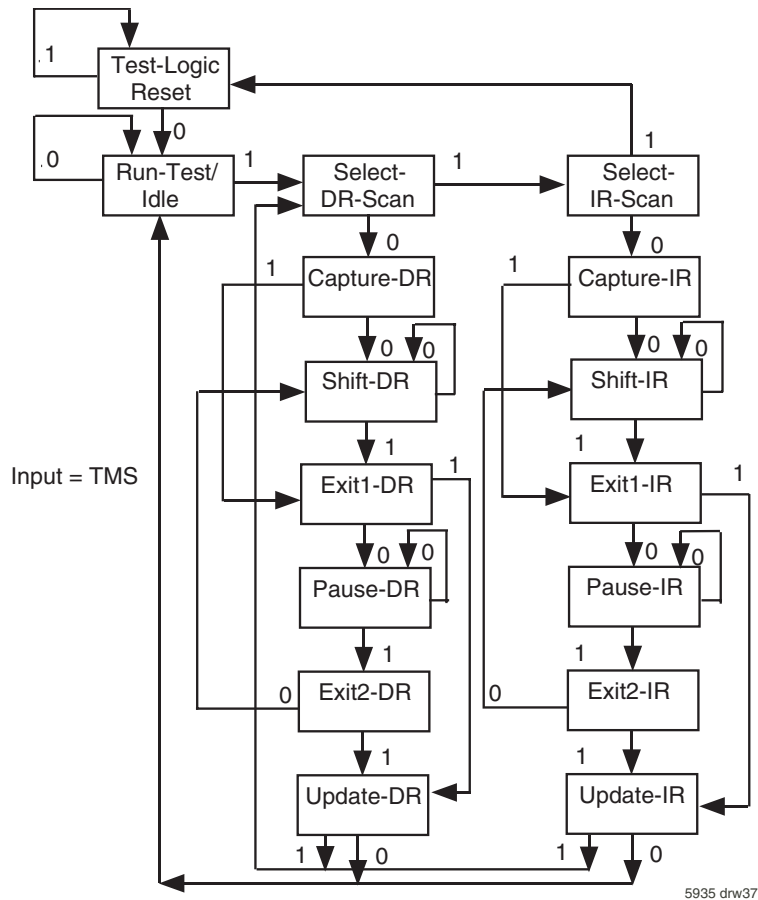 1
Test-Logic
Reset
0
1
0
Run-Test/
Idle
1
Select-
DR-Scan
1
Select-
IR-Scan
0
0
1
Capture-DR
1
Capture-IR
0
0
0
0
Shift-DR
Shift-IR
1
1
Input = TMS
Exit1-DR
1
Exit1-IR
1
0
0
0
0
Pause-DR
Pause-IR
1
1
0
Exit2-DR
0
Exit2-IR
1
1
Update-DR
Update-IR
1
0
1
0
5935 drw37